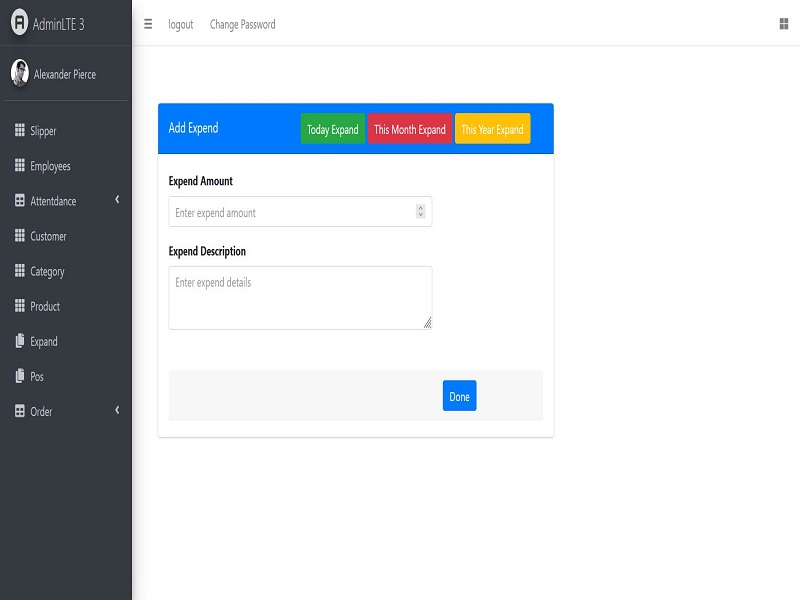 AdminLTE 3
logout Change Password
Alexander Pierce
Slipper
Employees
Attentdance
Customer
Category
Product
Expand
Pos
Order
Add Expend
Today Expand This Month Expand This Year Expand
Expend Amount
Enter expend amount
Expend Description
Enter expend details
Done